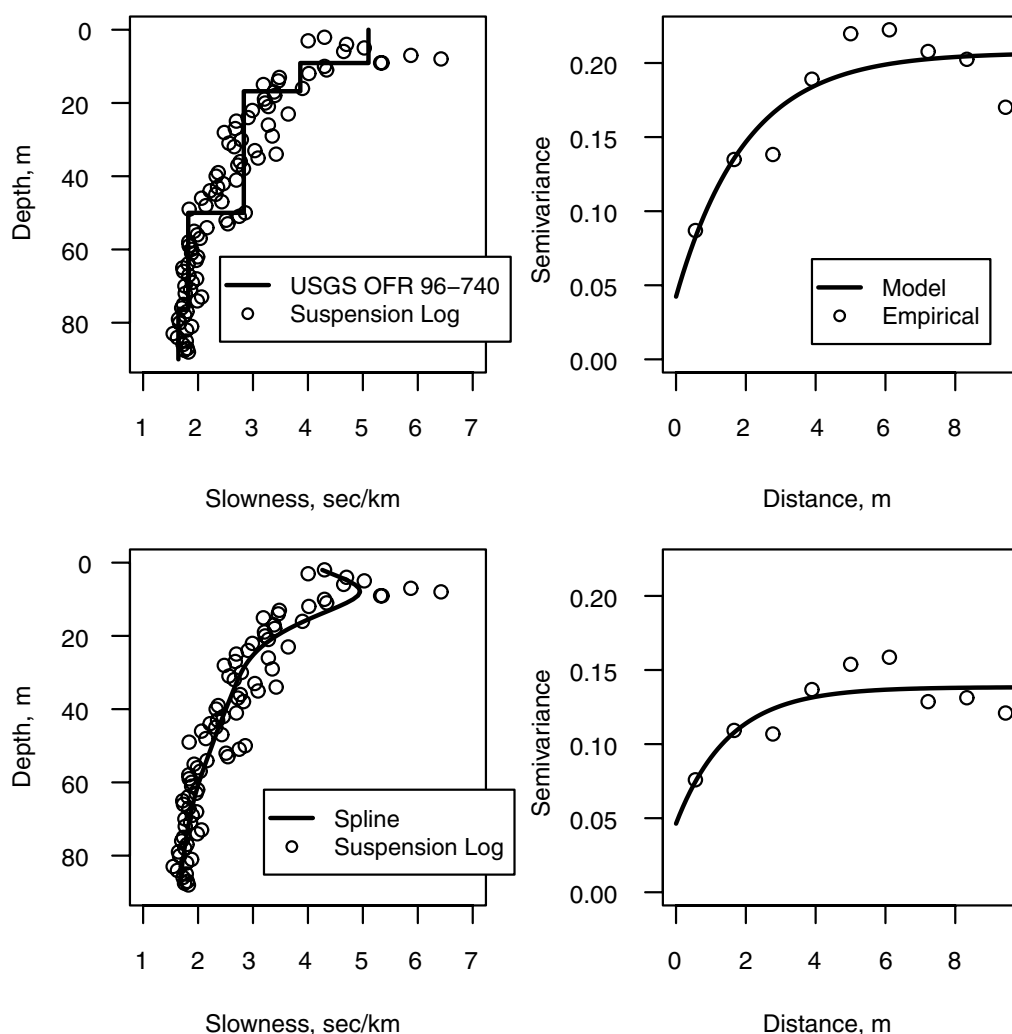 0
20
40
60
80
Depth, m
USGS OFR 96–740
Suspension Log
1 2 3 4 5 6 7
Slowness, sec/km
0.20
0.15
0.10
0.05
0.00
Semivariance
Model
Empirical
0 2 4 6 8
Distance, m
0
20
40
60
80
Depth, m
Spline
Suspension Log
1 2 3 4 5 6 7
Slowness, sec/km
0.20
0.15
0.10
0.05
0.00
Semivariance
0 2 4 6 8
Distance, m